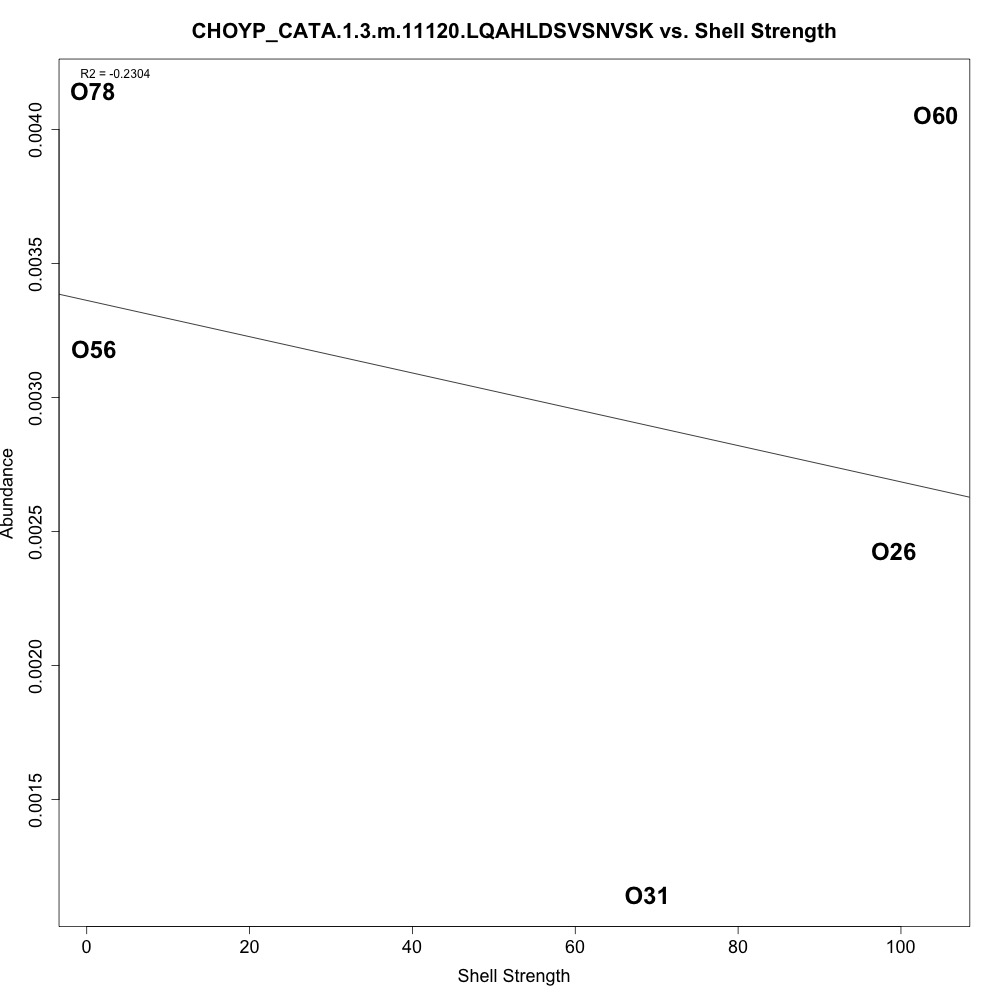 CHOYP_CATA.1.3.m.11120.LQAHLDSVSNVSK vs. Shell Strength
R2 = -0.2304
O78
O60
O56
O26
O31
0.0040
0.0035
0.0030
0.0025
0.0020
0.0015
Abundance
0 20 40 60 80 100
Shell Strength